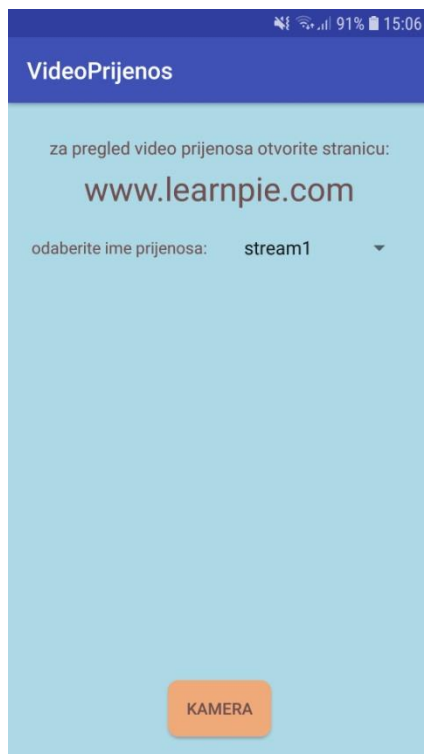 91% 15:06
VideoPrijenos
za pregled video prijenosa otvorite stranicu:
www.learnpie.com
odaberite ime prijenosa: stream1
KAMERA